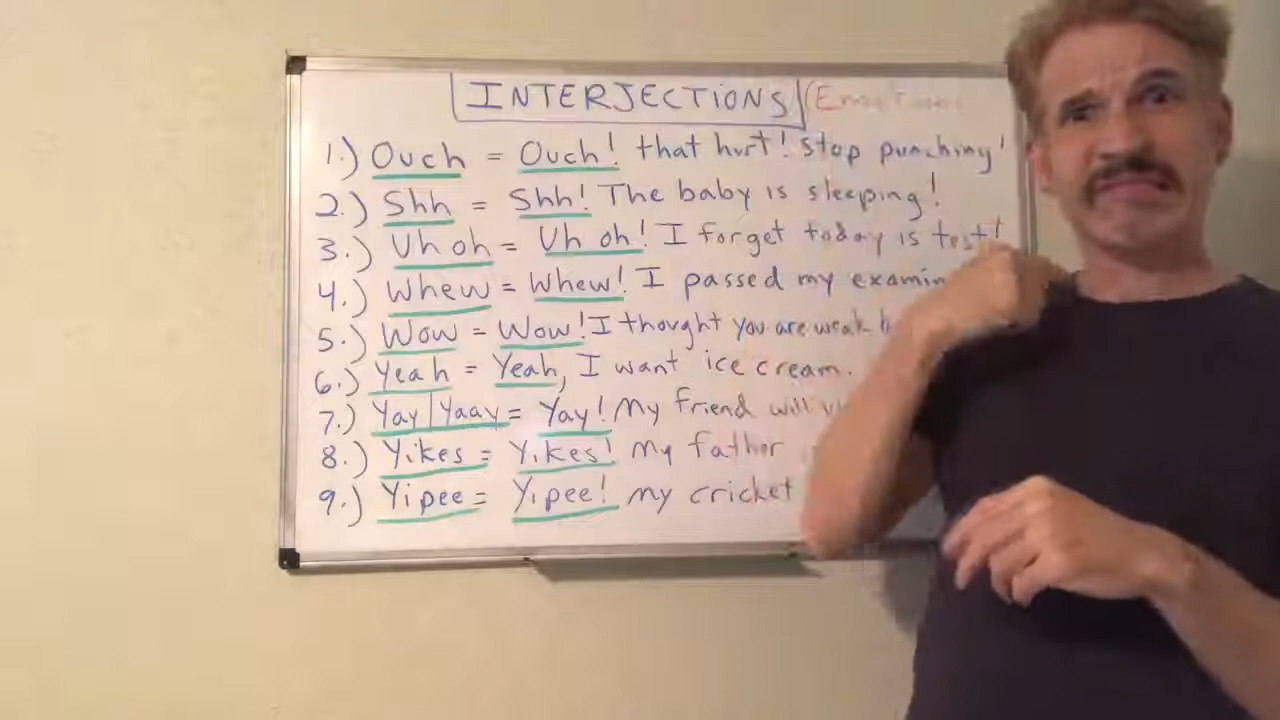 INTERJECTIONS (Emotions
1.) Ouch = Ouch! that hurt! stop punching!
2.) Shh = Shh! The baby is sleeping!
3.) Uh oh = Uh oh! I forget today is test!
4.) Whew = Whew! I passed my examin
5.) Wow = Wow! I thought you are weak
6.) Yeah = Yeah, I want ice cream.
7.) Yay|Yaay = Yay! My friend will
8.) Yikes = Yikes! my father
9.) Yipee = Yipee! my cricket